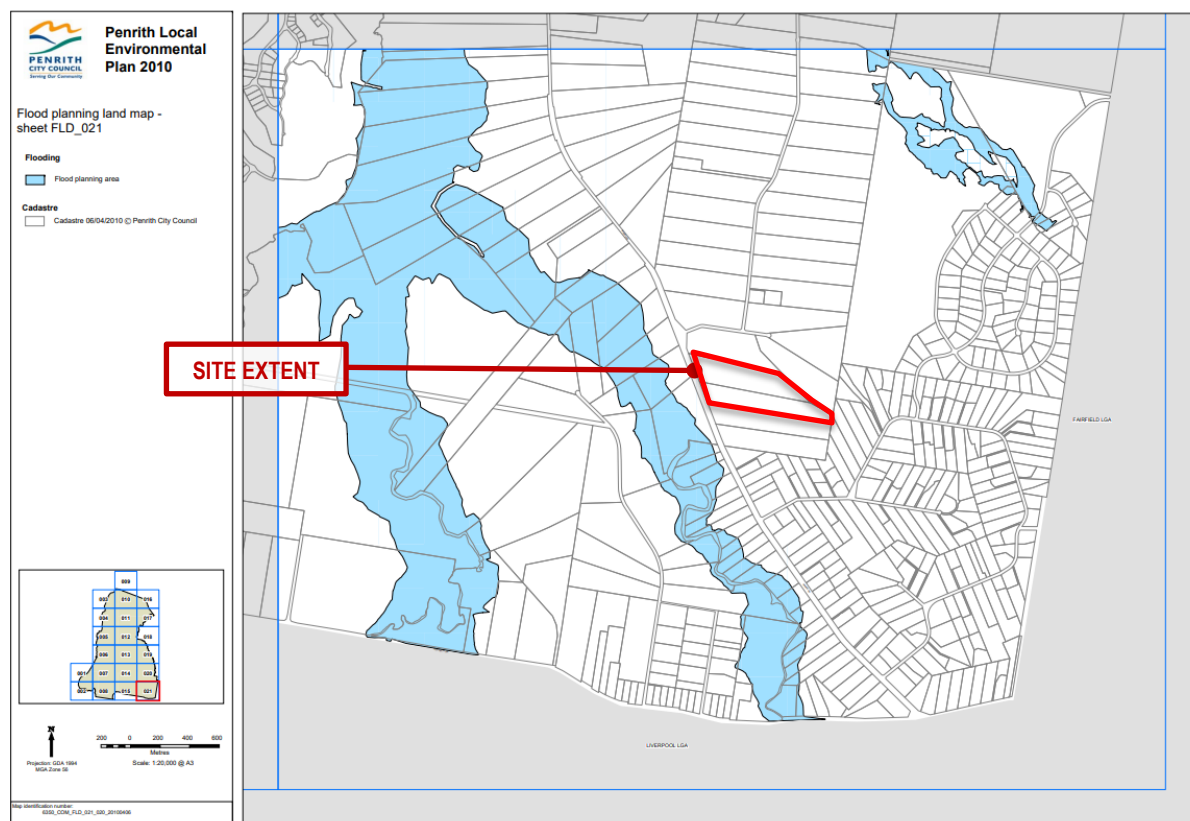 PENRITH
CITY COUNCIL
Serving Our Community
Penrith Local
Environmental
Plan 2010
Flood planning land map -
sheet FLD_021
Flooding
Flood planning area
Cadastre
Cadastre 06/04/2010 © Penrith City Council
SITE EXTENT
FAIRFIELD LGA
LIVERPOOL LGA
009
003 010 016
004 011 017
005 012 018
006 013 019
001 007 014 020
002 008 015 021
N
Projection: GDA 1994
MGA Zone 56
200 0 200 400 600
Metres
Scale: 1:20,000 @ A3
Map identification number:
6350_COM_FLD_021_020_20100406